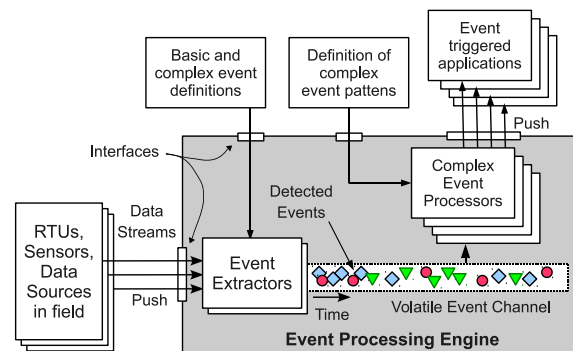 Basic and
complex event
definitions
Definition of
complex
event pattens
Event
triggered
applications
Push
Interfaces
Complex
Event
Processors
Detected
Events
Data
Streams
RTUs,
Sensors,
Data
Sources
in field
Push
Event
Extractors
Time
Volatile Event Channel
Event Processing Engine